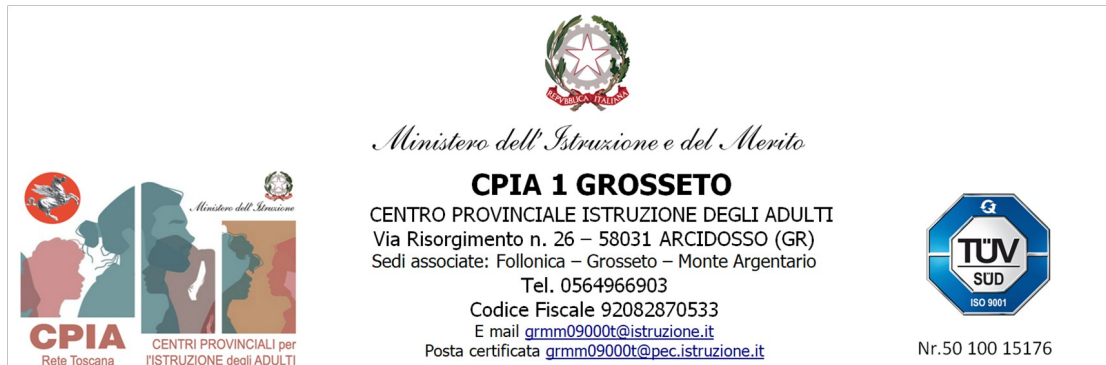 REPVBBLICA ITALIANA
Ministero dell' Istruzione e del Merito
CPIA 1 GROSSETO
CENTRO PROVINCIALE ISTRUZIONE DEGLI ADULTI
Via Risorgimento n. 26 – 58031 ARCIDOSSO (GR)
Sedi associate: Follonica – Grosseto – Monte Argentario
Tel. 0564966903
Codice Fiscale 92082870533
E mail grmm09000t@istruzione.it
Posta certificata grmm09000t@pec.istruzione.it
Ministero dell' Istruzione
CPIA
Rete Toscana
CENTRI PROVINCIALI per
l'ISTRUZIONE degli ADULTI
TÜV
SÜD
ISO 9001
Nr.50 100 15176